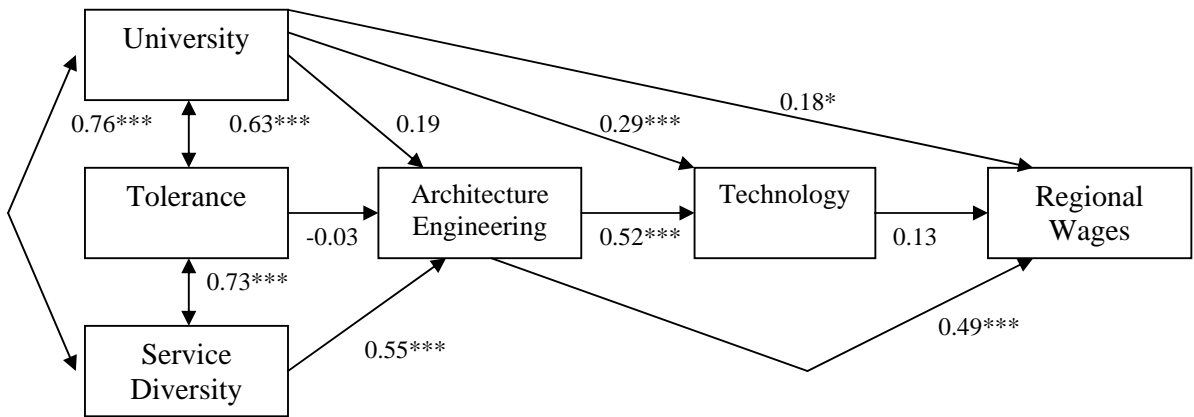 University
0.18*
0.76***
0.63***
0.19
0.29***
Tolerance
Architecture
Engineering
Technology
Regional
Wages
-0.03
0.52***
0.13
0.73***
Service
Diversity
0.55***
0.49***